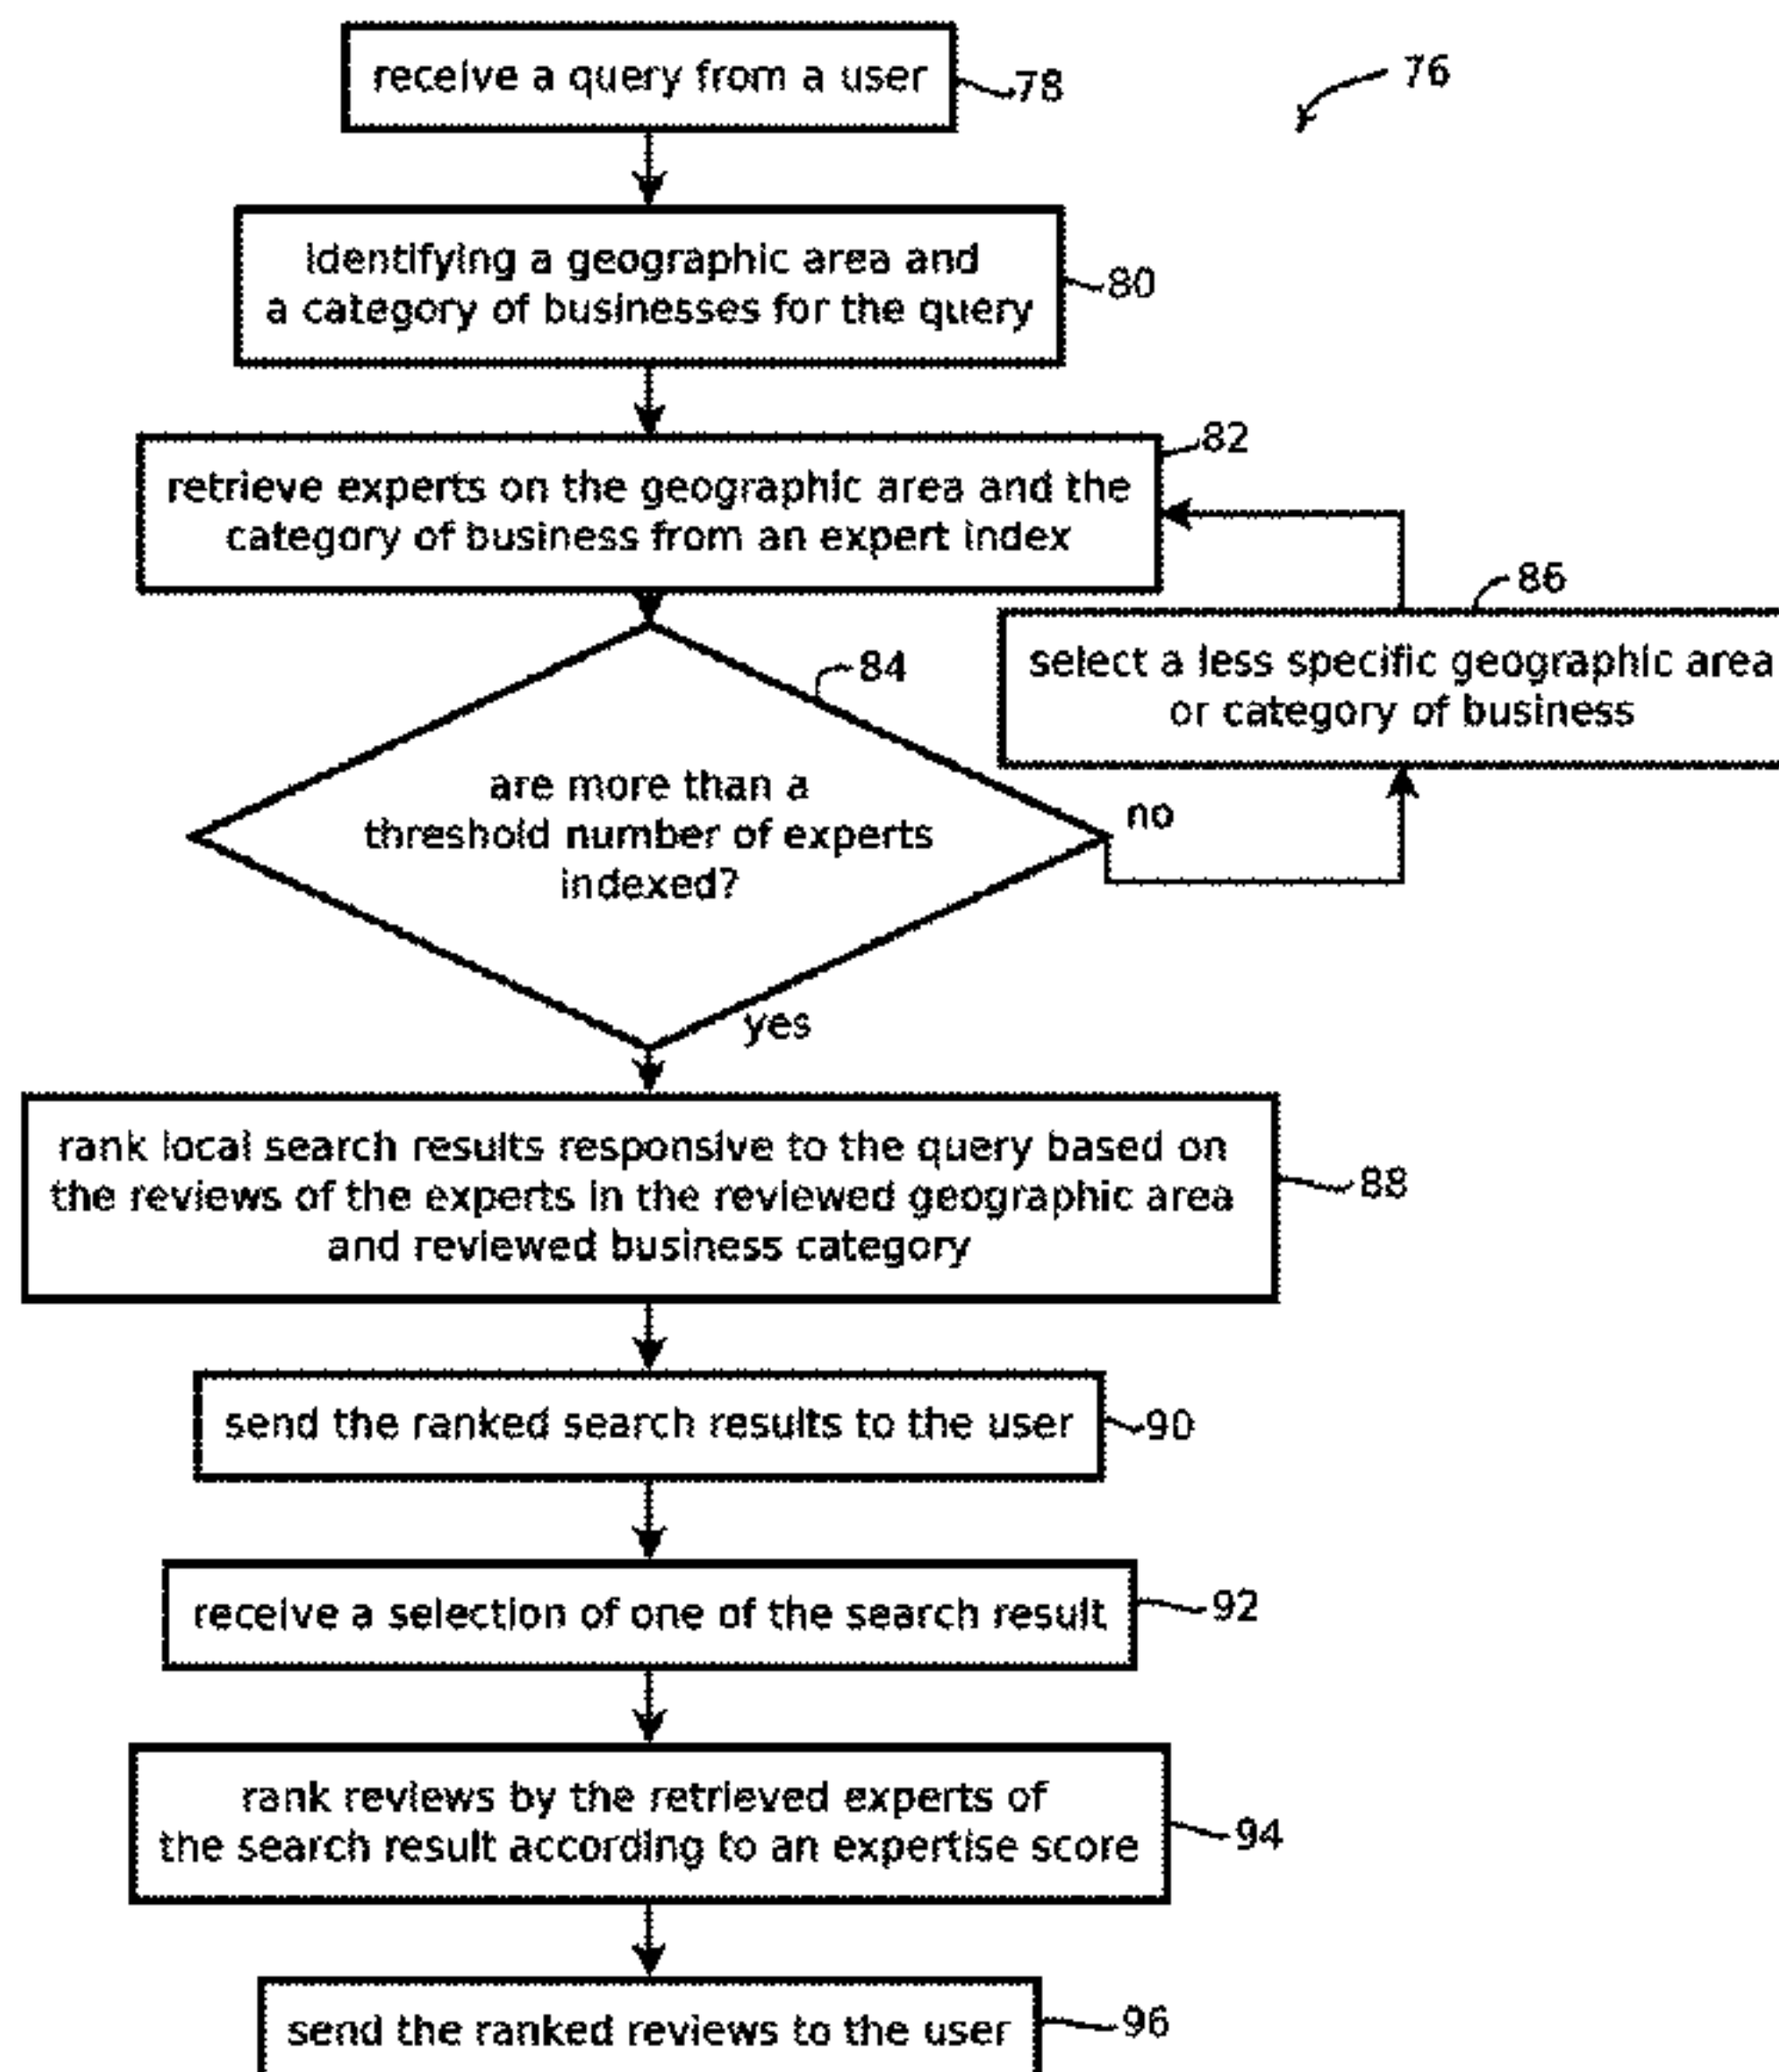 receive a query from a user
78
76
identifying a geographic area and
a category of businesses for the query
80
retrieve experts on the geographic area and the
category of business from an expert index
82
86
select a less specific geographic area
or category of business
84
are more than a
threshold number of experts
indexed?
no
yes
rank local search results responsive to the query based on
the reviews of the experts in the reviewed geographic area
and reviewed business category
88
send the ranked search results to the user
90
receive a selection of one of the search result
92
rank reviews by the retrieved experts of
the search result according to an expertise score
94
send the ranked reviews to the user
96